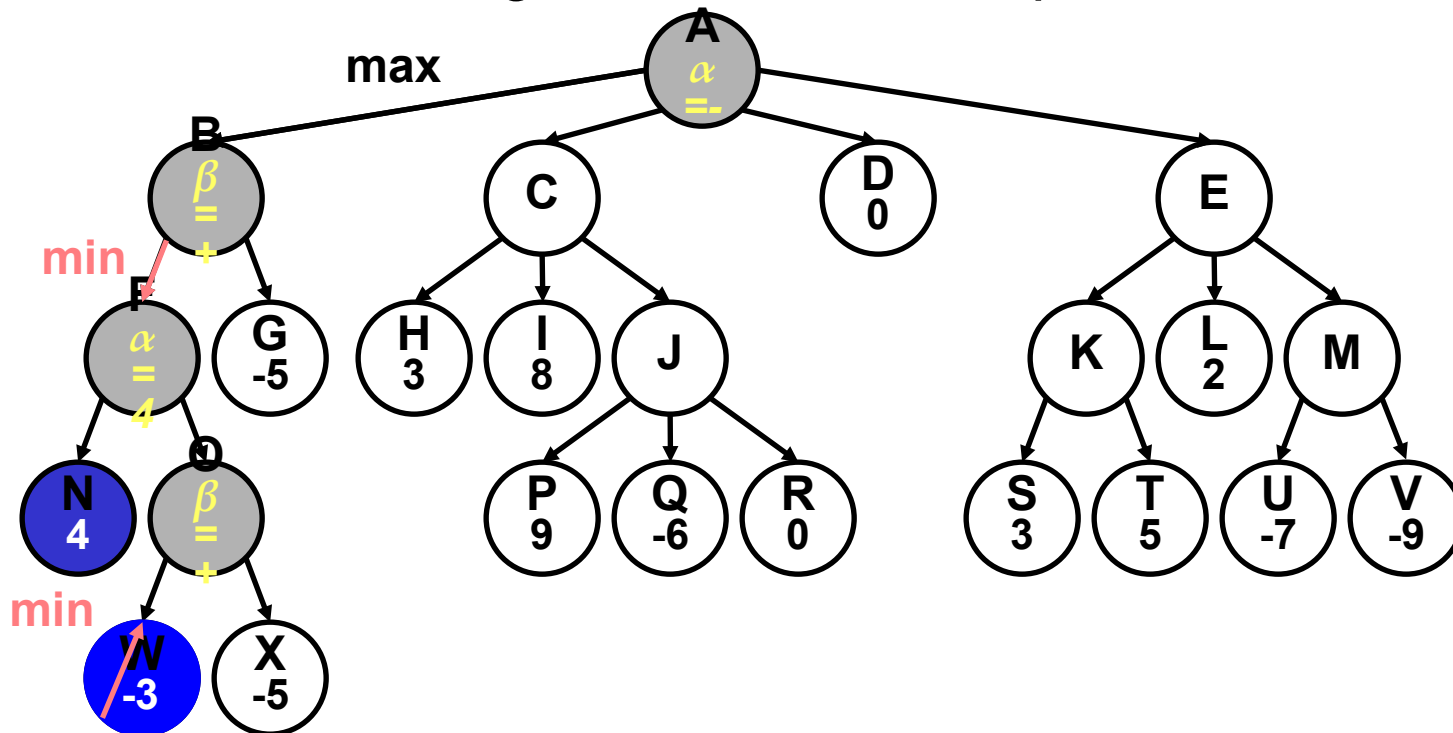 A
α
=-
max
B
β
=
+
C
D
0
E
min
F
α
=
4
G
-5
H
3
I
8
J
K
L
2
M
N
4
O
β
=
+
P
9
Q
-6
R
0
S
3
T
5
U
-7
V
-9
min
W
-3
X
-5